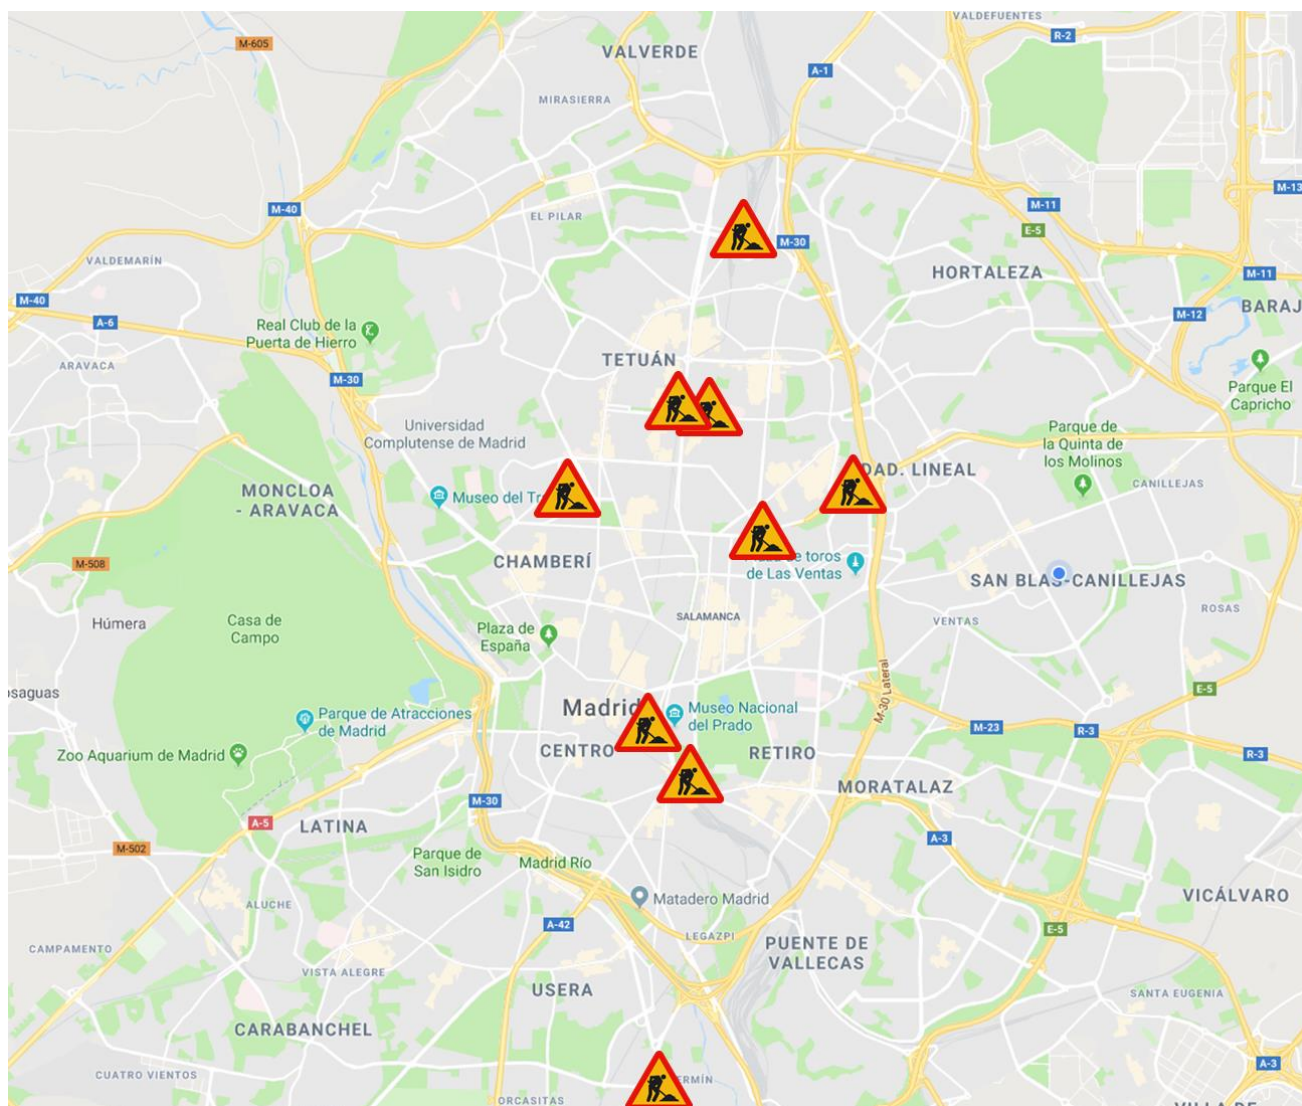 VALDEFUENTES
M-605
R-2
VALVERDE
A-1
MIRASIERRA
M-13
M-40
M-11
EL PILAR
E-5
M-30
VALDEMARÍN
HORTALEZA
M-11
M-40
BARAJ
A-6
M-12
Real Club de la
Puerta de Hierro
TETUÁN
ARAVACA
M-30
Parque El
Capricho
Universidad
Complutense de Madrid
Parque de
la Quinta de
los Molinos
DAD. LINEAL
CANILLEJAS
MONCLOA
- ARAVACA
Museo del Tr
CHAMBERÍ
de toros
de Las Ventas
M-508
SAN BLAS-CANILLEJAS
ROSAS
Húmera
Casa de
Campo
SALAMANCA
VENTAS
Plaza de
España
osaguas
M-30 Lateral
E-5
Madrid
Museo Nacional
del Prado
Parque de Atracciones
de Madrid
M-23
R-3
Zoo Aquarium de Madrid
CENTRO
RETIRO
R-3
MORATALAZ
M-30
A-5
LATINA
A-3
M-502
Parque de
San Isidro
Madrid Río
Matadero Madrid
VICÁLVARO
ALUCHE
A-42
LEGAZPI
E-5
CAMPAMENTO
PUENTE DE
VALLECAS
VISTA ALEGRE
USERA
SANTA EUGENIA
CARABANCHEL
A-3
CUATRO VIENTOS
ERMÍN
ORCASITAS
VILLA DE